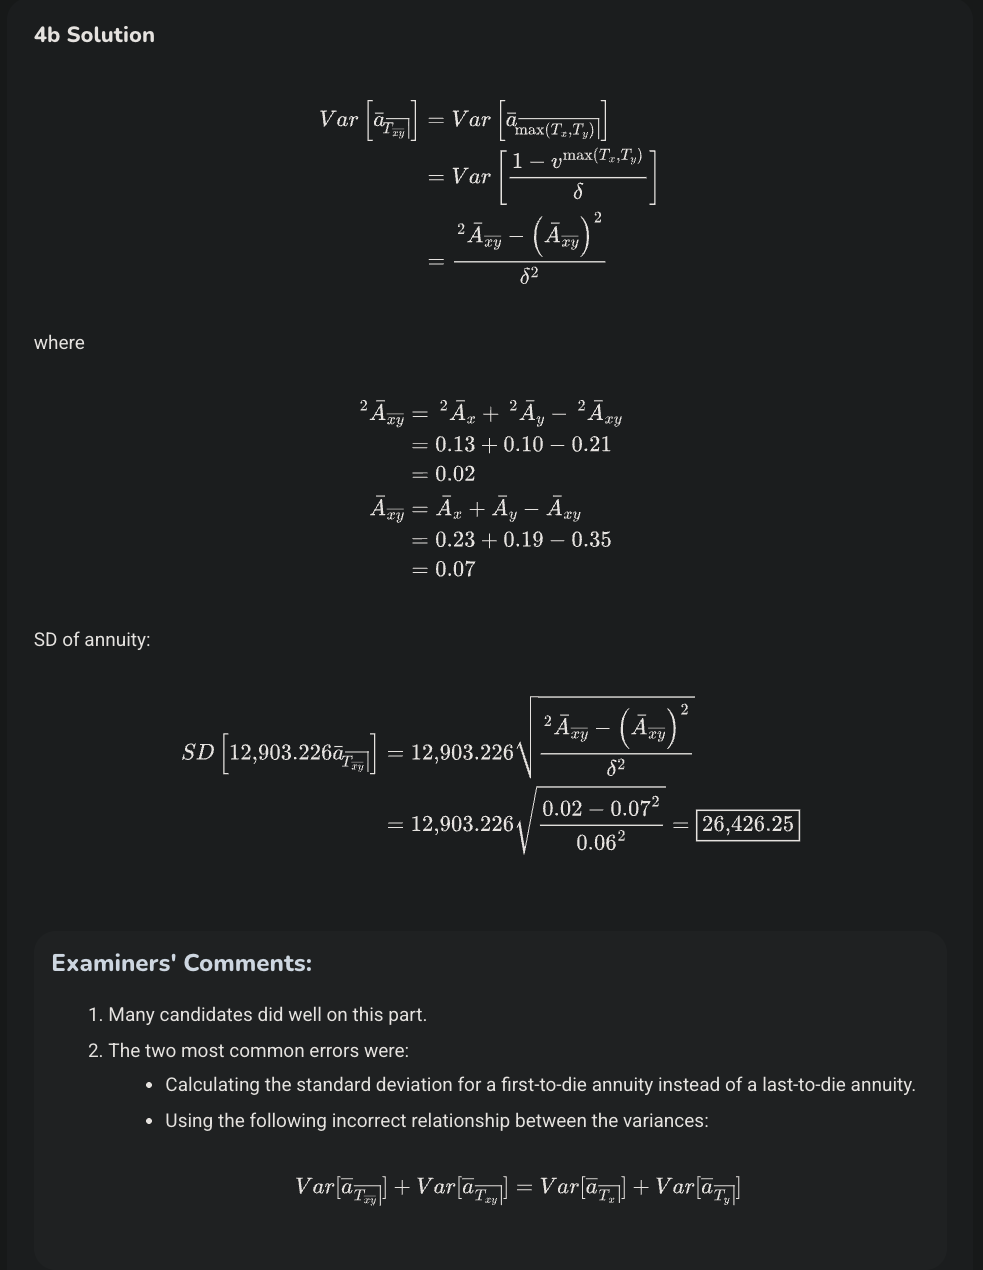 4b Solution
$Var\left[\bar{a}_{\overline{T_{\overline{xy}}}|}\right] = Var\left[\bar{a}_{\overline{\max(T_x,T_y)}|}\right]$
$= Var\left[\frac{1 - v^{\max(T_x,T_y)}}{\delta}\right]$
$= \frac{{}^2\bar{A}_{\overline{xy}} - \left(\bar{A}_{\overline{xy}}\right)^2}{\delta^2}$
where
${}^2\bar{A}_{\overline{xy}} = {}^2\bar{A}_x + {}^2\bar{A}_y - {}^2\bar{A}_{xy}$
$= 0.13 + 0.10 - 0.21$
$= 0.02$
$\bar{A}_{\overline{xy}} = \bar{A}_x + \bar{A}_y - \bar{A}_{xy}$
$= 0.23 + 0.19 - 0.35$
$= 0.07$
SD of annuity:
$SD\left[12{,}903.226\bar{a}_{\overline{T_{\overline{xy}}}|}\right] = 12{,}903.226\sqrt{\frac{{}^2\bar{A}_{\overline{xy}} - \left(\bar{A}_{\overline{xy}}\right)^2}{\delta^2}}$
$= 12{,}903.226\sqrt{\frac{0.02 - 0.07^2}{0.06^2}} = \boxed{26{,}426.25}$
Examiners' Comments:
1. Many candidates did well on this part.
2. The two most common errors were:
• Calculating the standard deviation for a first-to-die annuity instead of a last-to-die annuity.
• Using the following incorrect relationship between the variances:
$Var[\overline{a}_{\overline{T_{\overline{xy}}}|}] + Var[\overline{a}_{\overline{T_{xy}}|}] = Var[\overline{a}_{\overline{T_x}|}] + Var[\overline{a}_{\overline{T_y}|}]$